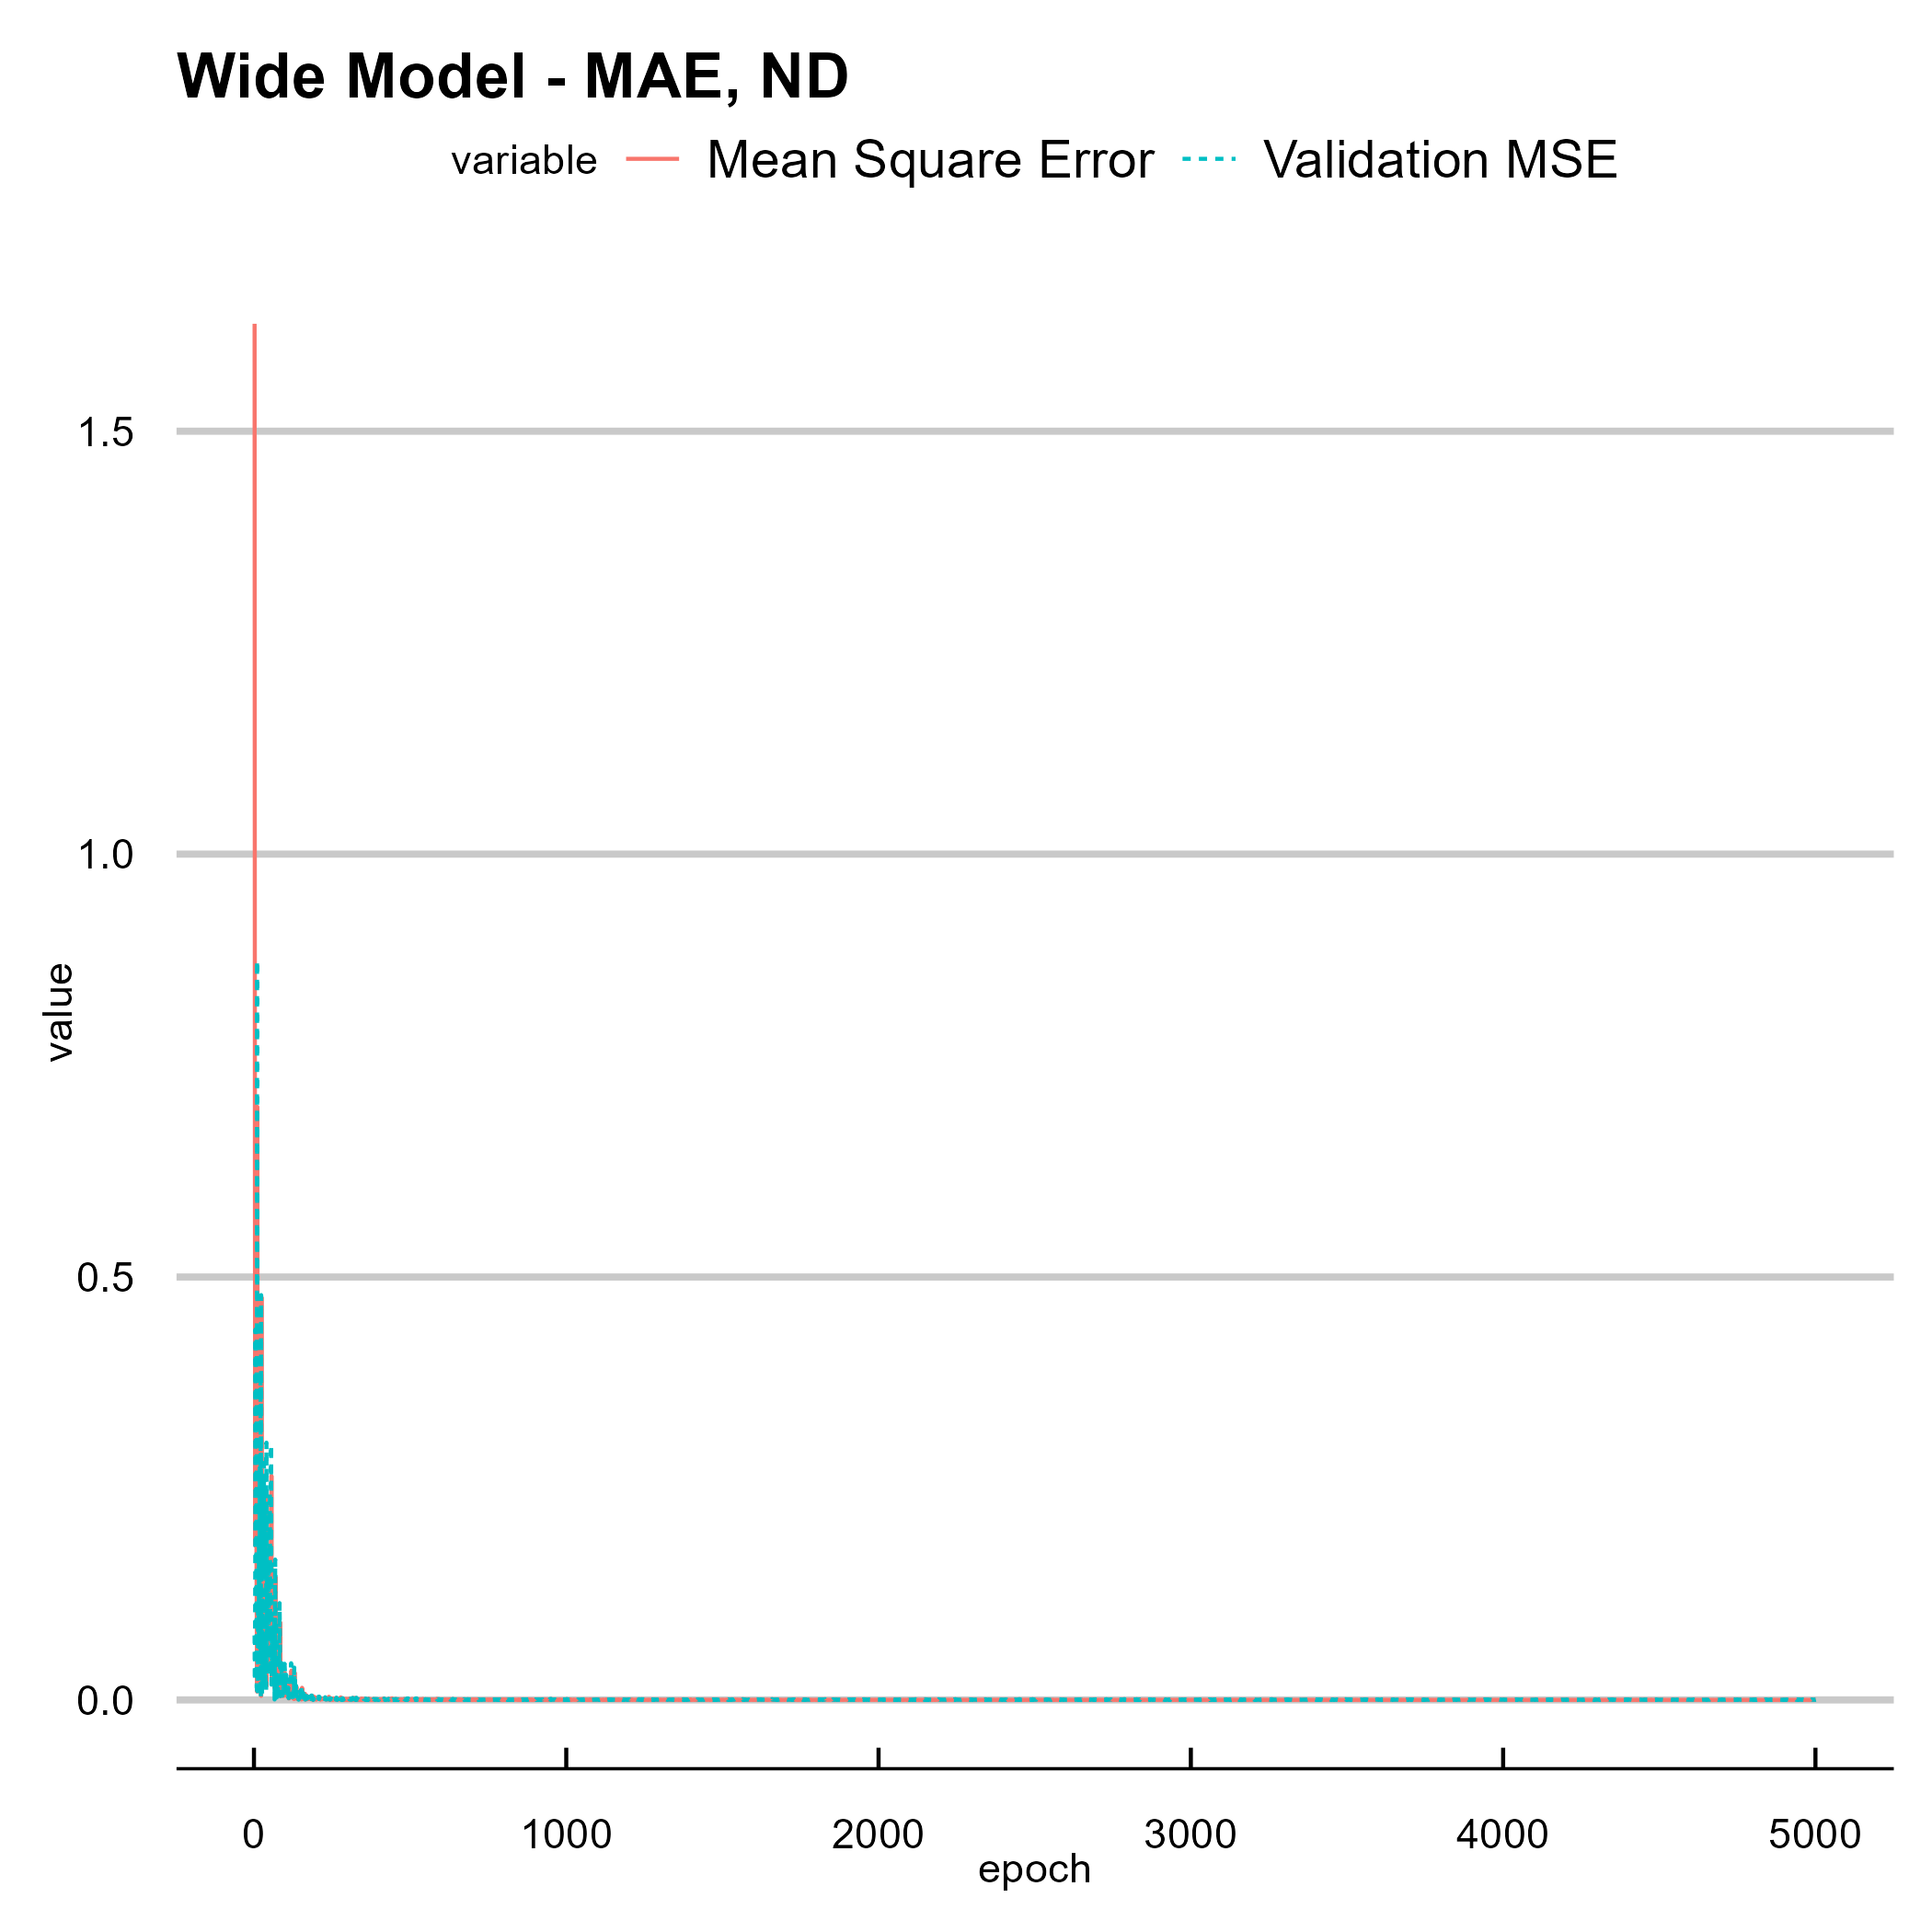 Wide Model - MAE, ND
variable Mean Square Error Validation MSE
1.5
1.0
0.5
0.0
value
0 1000 2000 3000 4000 5000
epoch